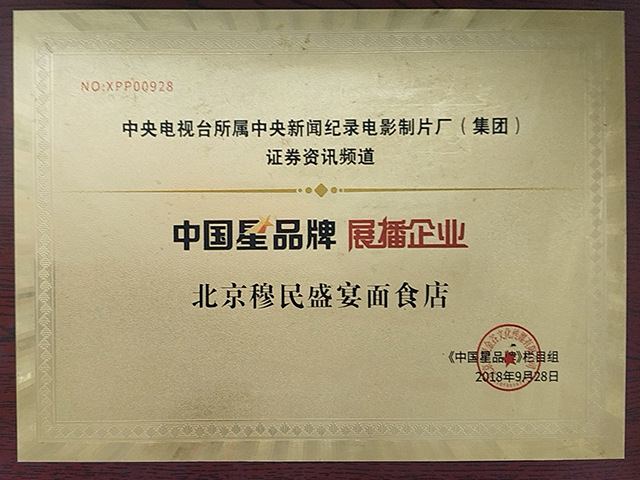 NO:XPP00928
中央电视台所属中央新闻纪录电影制片厂（集团）
证券资讯频道
中国星品牌 展播企业
北京穆民盛宴面食店
《中国星品牌》栏目组
2018年9月28日